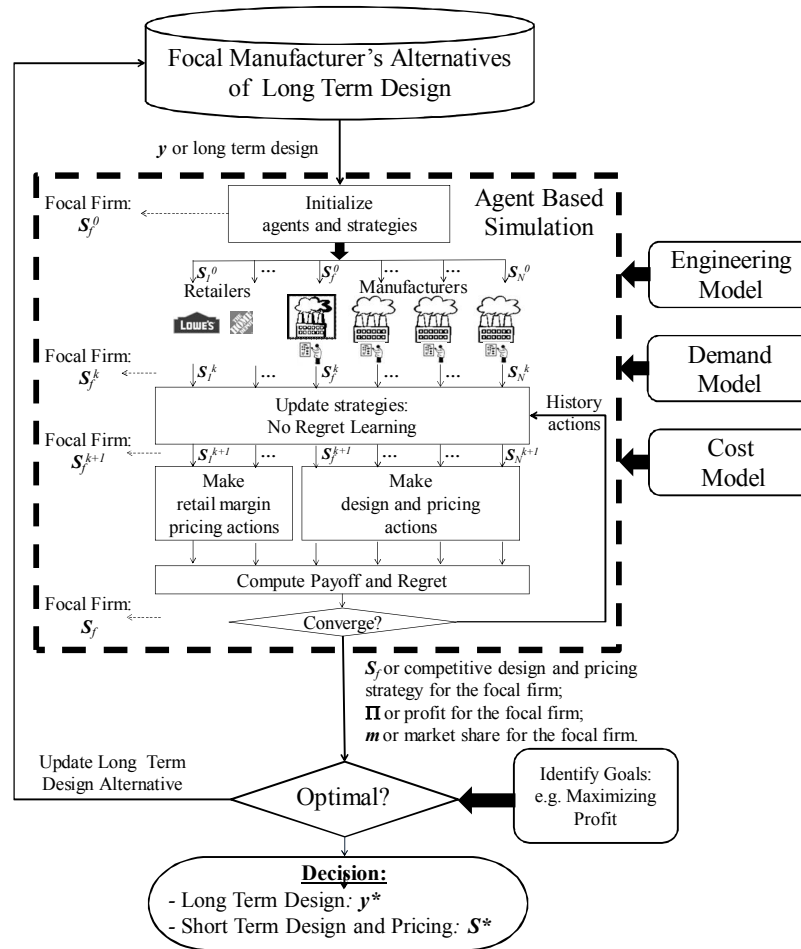 Focal Manufacturer's Alternatives
of Long Term Design
y or long term design
Agent Based
Simulation
Focal Firm:
S_f^0
Initialize
agents and strategies
S_I^0 ... S_f^0 ... ... S_N^0
Retailers Manufacturers
LOWE'S
Engineering
Model
Focal Firm:
S_f^k
S_I^k ... S_f^k ... ... S_N^k
Demand
Model
Update strategies:
No Regret Learning
History
actions
Focal Firm:
S_f^{k+1}
S_I^{k+1} ... S_f^{k+1} ... ... S_N^{k+1}
Cost
Model
Make
retail margin
pricing actions
Make
design and pricing
actions
Compute Payoff and Regret
Focal Firm:
S_f
Converge?
S_f or competitive design and pricing
strategy for the focal firm;
Π or profit for the focal firm;
m or market share for the focal firm.
Update Long Term
Design Alternative
Optimal?
Identify Goals:
e.g. Maximizing
Profit
Decision:
- Long Term Design: y*
- Short Term Design and Pricing: S*